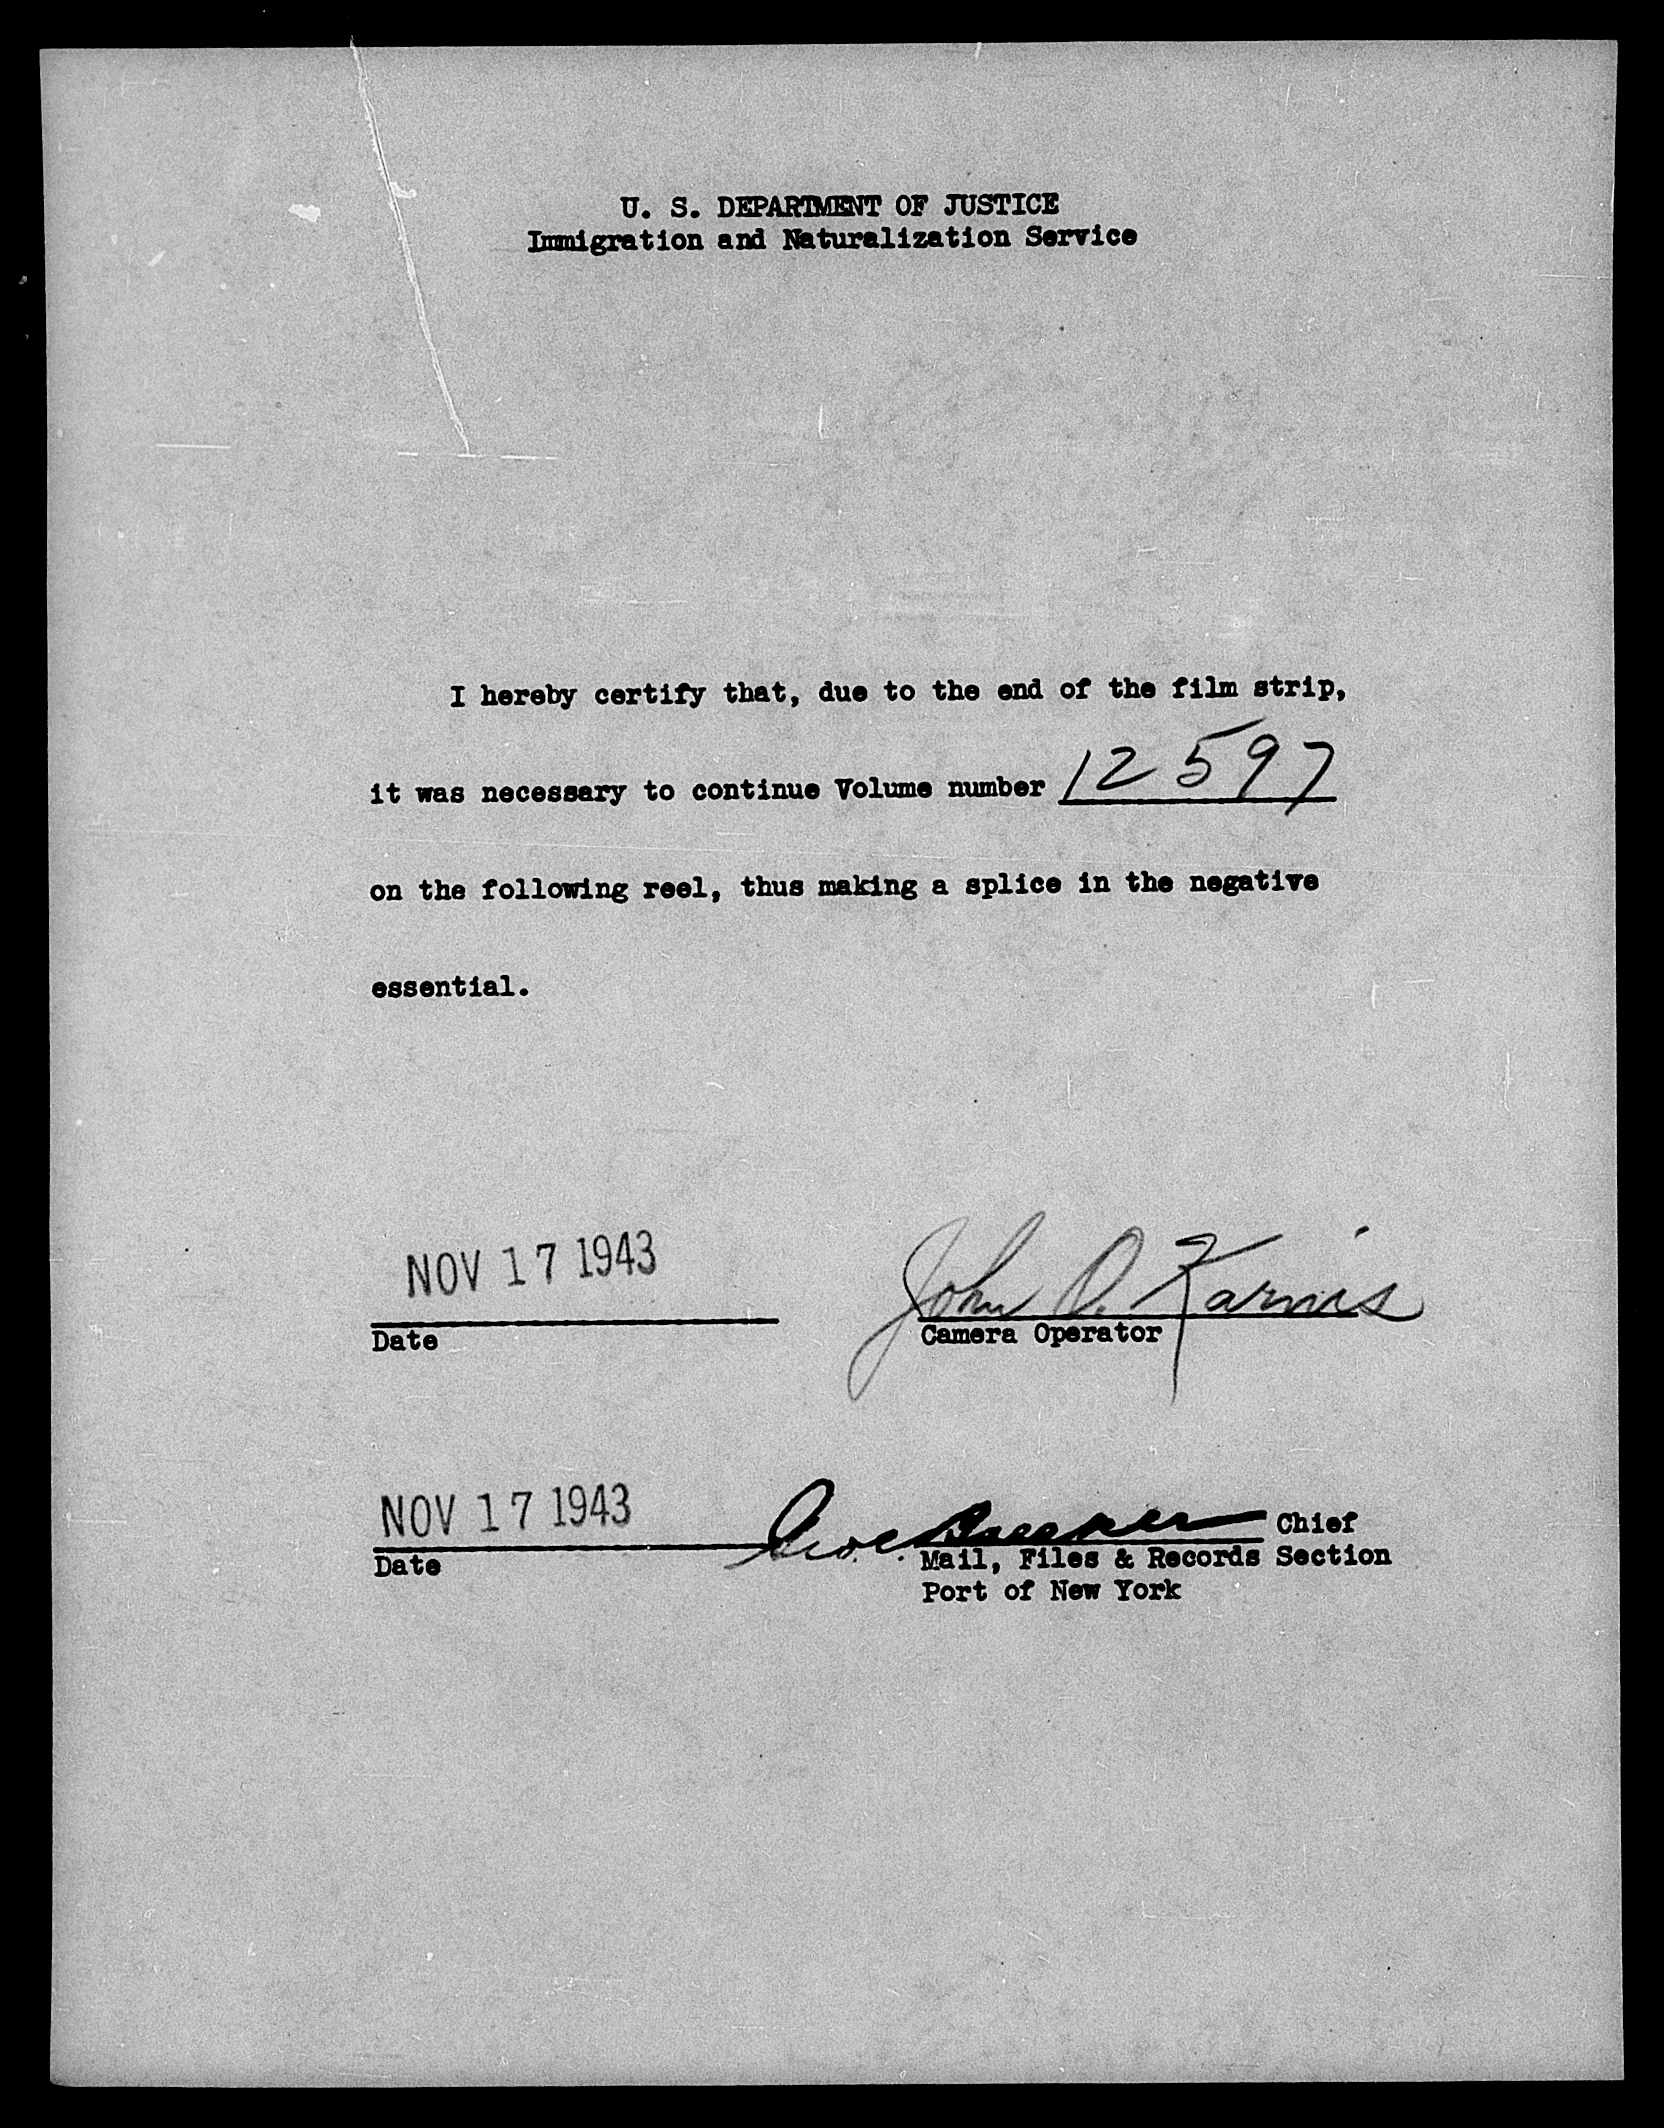 U. S. DEPARTMENT OF JUSTICE
Immigration and Naturalization Service
I hereby certify that, due to the end of the film strip,
it was necessary to continue Volume number 12597
on the following reel, thus making a splice in the negative
essential.
NOV 17 1943
John O. Karnis
Date
Camera Operator
NOV 17 1943
Chief
Date
Mail, Files & Records Section
Port of New York